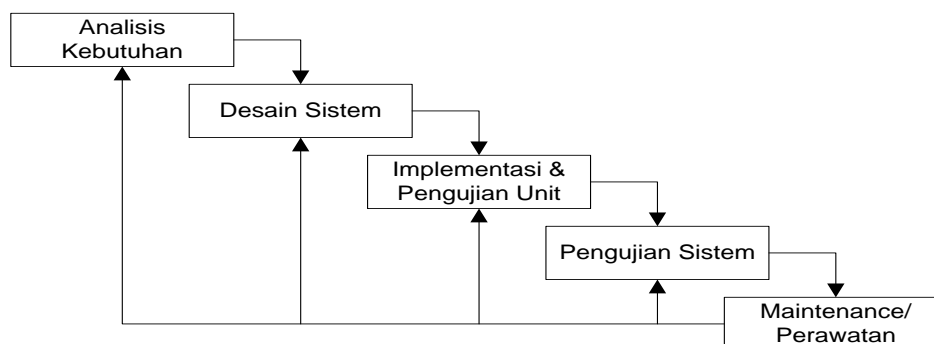 Analisis
Kebutuhan
Desain Sistem
Implementasi &
Pengujian Unit
Pengujian Sistem
Maintenance/
Perawatan